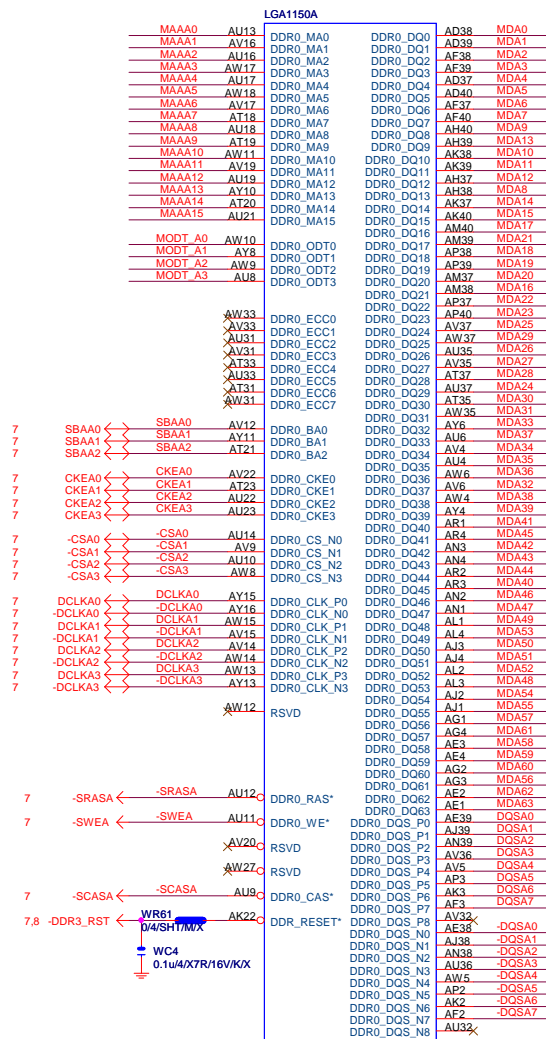 LGA1150A
MAAA0 AU13 DDR0_MA0
MAAA1 AV16 DDR0_MA1
MAAA2 AU16 DDR0_MA2
MAAA3 AW17 DDR0_MA3
MAAA4 AU17 DDR0_MA4
MAAA5 AW18 DDR0_MA5
MAAA6 AV17 DDR0_MA6
MAAA7 AT18 DDR0_MA7
MAAA8 AU18 DDR0_MA8
MAAA9 AT19 DDR0_MA9
MAAA10 AW11 DDR0_MA10
MAAA11 AV19 DDR0_MA11
MAAA12 AU19 DDR0_MA12
MAAA13 AY10 DDR0_MA13
MAAA14 AT20 DDR0_MA14
MAAA15 AU21 DDR0_MA15
MODT_A0 AW10 DDR0_ODT0
MODT_A1 AY8 DDR0_ODT1
MODT_A2 AW9 DDR0_ODT2
MODT_A3 AU8 DDR0_ODT3
AW33 DDR0_ECC0
AV33 DDR0_ECC1
AU31 DDR0_ECC2
AV31 DDR0_ECC3
AT33 DDR0_ECC4
AU33 DDR0_ECC5
AT31 DDR0_ECC6
AW31 DDR0_ECC7
7 SBAA0 SBAA0 AV12 DDR0_BA0
7 SBAA1 SBAA1 AY11 DDR0_BA1
7 SBAA2 SBAA2 AT21 DDR0_BA2
7 CKEA0 CKEA0 AV22 DDR0_CKE0
7 CKEA1 CKEA1 AT23 DDR0_CKE1
7 CKEA2 CKEA2 AU22 DDR0_CKE2
7 CKEA3 CKEA3 AU23 DDR0_CKE3
7 -CSA0 -CSA0 AU14 DDR0_CS_N0
7 -CSA1 -CSA1 AV9 DDR0_CS_N1
7 -CSA2 -CSA2 AU10 DDR0_CS_N2
7 -CSA3 -CSA3 AW8 DDR0_CS_N3
7 DCLKA0 DCLKA0 AY15 DDR0_CLK_P0
7 -DCLKA0 -DCLKA0 AY16 DDR0_CLK_N0
7 DCLKA1 DCLKA1 AW15 DDR0_CLK_P1
7 -DCLKA1 -DCLKA1 AV15 DDR0_CLK_N1
7 DCLKA2 DCLKA2 AV14 DDR0_CLK_P2
7 -DCLKA2 -DCLKA2 AW14 DDR0_CLK_N2
7 DCLKA3 DCLKA3 AW13 DDR0_CLK_P3
7 -DCLKA3 -DCLKA3 AY13 DDR0_CLK_N3
AW12 RSVD
7 -SRASA -SRASA AU12 DDR0_RAS*
7 -SWEA -SWEA AU11 DDR0_WE*
AV20 RSVD
AW27 RSVD
7 -SCASA -SCASA AU9 DDR0_CAS*
7,8 -DDR3_RST WR61 AK22 DDR_RESET*
0/4/SHT/M/X
WC4
0.1u/4/X7R/16V/K/X
DDR0_DQ0 AD38 MDA0
DDR0_DQ1 AD39 MDA1
DDR0_DQ2 AF38 MDA2
DDR0_DQ3 AF39 MDA3
DDR0_DQ4 AD37 MDA4
DDR0_DQ5 AD40 MDA5
DDR0_DQ6 AF37 MDA6
DDR0_DQ7 AF40 MDA7
DDR0_DQ8 AH40 MDA9
DDR0_DQ9 AH39 MDA13
DDR0_DQ10 AK38 MDA10
DDR0_DQ11 AK39 MDA11
DDR0_DQ12 AH37 MDA12
DDR0_DQ13 AH38 MDA8
DDR0_DQ14 AK37 MDA14
DDR0_DQ15 AK40 MDA15
DDR0_DQ16 AM40 MDA17
DDR0_DQ17 AM39 MDA21
DDR0_DQ18 AP38 MDA18
DDR0_DQ19 AP39 MDA19
DDR0_DQ20 AM37 MDA20
DDR0_DQ21 AM38 MDA16
DDR0_DQ22 AP37 MDA22
DDR0_DQ23 AP40 MDA23
DDR0_DQ24 AV37 MDA25
DDR0_DQ25 AW37 MDA29
DDR0_DQ26 AU35 MDA26
DDR0_DQ27 AV35 MDA27
DDR0_DQ28 AT37 MDA28
DDR0_DQ29 AU37 MDA24
DDR0_DQ30 AT35 MDA30
DDR0_DQ31 AW35 MDA31
DDR0_DQ32 AY6 MDA33
DDR0_DQ33 AU6 MDA37
DDR0_DQ34 AV4 MDA34
DDR0_DQ35 AU4 MDA35
DDR0_DQ36 AW6 MDA36
DDR0_DQ37 AV6 MDA32
DDR0_DQ38 AW4 MDA38
DDR0_DQ39 AY4 MDA39
DDR0_DQ40 AR1 MDA41
DDR0_DQ41 AR4 MDA45
DDR0_DQ42 AN3 MDA42
DDR0_DQ43 AN4 MDA43
DDR0_DQ44 AR2 MDA44
DDR0_DQ45 AR3 MDA40
DDR0_DQ46 AN2 MDA46
DDR0_DQ47 AN1 MDA47
DDR0_DQ48 AL1 MDA49
DDR0_DQ49 AL4 MDA53
DDR0_DQ50 AJ3 MDA50
DDR0_DQ51 AJ4 MDA51
DDR0_DQ52 AL2 MDA52
DDR0_DQ53 AL3 MDA48
DDR0_DQ54 AJ2 MDA54
DDR0_DQ55 AJ1 MDA55
DDR0_DQ56 AG1 MDA57
DDR0_DQ57 AG4 MDA61
DDR0_DQ58 AE3 MDA58
DDR0_DQ59 AE4 MDA59
DDR0_DQ60 AG2 MDA60
DDR0_DQ61 AG3 MDA56
DDR0_DQ62 AE2 MDA62
DDR0_DQ63 AE1 MDA63
DDR0_DQS_P0 AE39 DQSA0
DDR0_DQS_P1 AJ39 DQSA1
DDR0_DQS_P2 AN39 DQSA2
DDR0_DQS_P3 AV36 DQSA3
DDR0_DQS_P4 AV5 DQSA4
DDR0_DQS_P5 AP3 DQSA5
DDR0_DQS_P6 AK3 DQSA6
DDR0_DQS_P7 AF3 DQSA7
DDR0_DQS_P8 AV32
DDR0_DQS_N0 AE38 -DQSA0
DDR0_DQS_N1 AJ38 -DQSA1
DDR0_DQS_N2 AN38 -DQSA2
DDR0_DQS_N3 AU36 -DQSA3
DDR0_DQS_N4 AW5 -DQSA4
DDR0_DQS_N5 AP2 -DQSA5
DDR0_DQS_N6 AK2 -DQSA6
DDR0_DQS_N7 AF2 -DQSA7
DDR0_DQS_N8 AU32